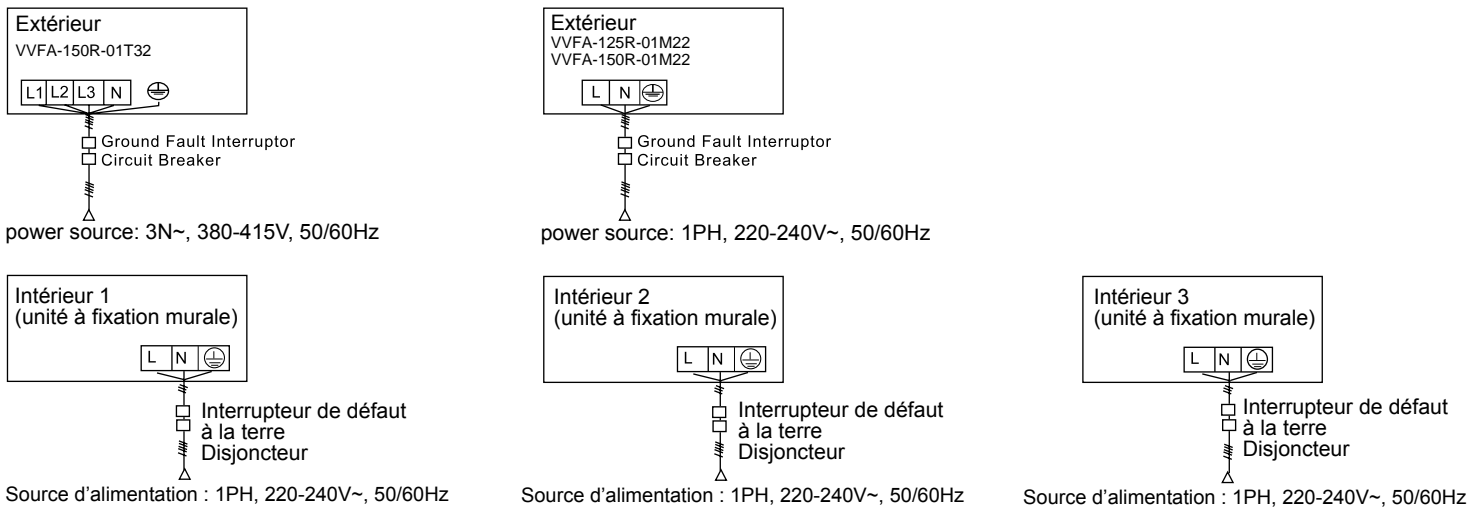 Extérieur
VVFA-150R-01T32
L1 L2 L3 N
Ground Fault Interruptor
Circuit Breaker
power source: 3N~, 380-415V, 50/60Hz
Extérieur
VVFA-125R-01M22
VVFA-150R-01M22
L N
Ground Fault Interruptor
Circuit Breaker
power source: 1PH, 220-240V~, 50/60Hz
Intérieur 1
(unité à fixation murale)
L N
Interrupteur de défaut
à la terre
Disjoncteur
Source d’alimentation : 1PH, 220-240V~, 50/60Hz
Intérieur 2
(unité à fixation murale)
L N
Interrupteur de défaut
à la terre
Disjoncteur
Source d’alimentation : 1PH, 220-240V~, 50/60Hz
Intérieur 3
(unité à fixation murale)
L N
Interrupteur de défaut
à la terre
Disjoncteur
Source d’alimentation : 1PH, 220-240V~, 50/60Hz